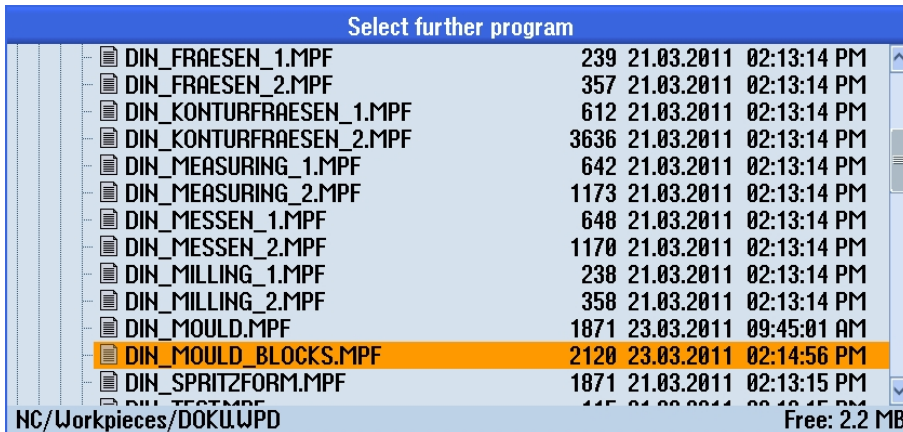 Select further program
DIN_FRAESEN_1.MPF 239 21.03.2011 02:13:14 PM
DIN_FRAESEN_2.MPF 357 21.03.2011 02:13:14 PM
DIN_KONTURFRAESEN_1.MPF 612 21.03.2011 02:13:14 PM
DIN_KONTURFRAESEN_2.MPF 3636 21.03.2011 02:13:14 PM
DIN_MEASURING_1.MPF 642 21.03.2011 02:13:14 PM
DIN_MEASURING_2.MPF 1173 21.03.2011 02:13:14 PM
DIN_MESSEN_1.MPF 648 21.03.2011 02:13:14 PM
DIN_MESSEN_2.MPF 1170 21.03.2011 02:13:14 PM
DIN_MILLING_1.MPF 238 21.03.2011 02:13:14 PM
DIN_MILLING_2.MPF 358 21.03.2011 02:13:14 PM
DIN_MOULD.MPF 1871 23.03.2011 09:45:01 AM
DIN_MOULD_BLOCKS.MPF 2120 23.03.2011 02:14:56 PM
DIN_SPRITZFORM.MPF 1871 21.03.2011 02:13:15 PM
NC/Workpieces/DOKU.WPD Free: 2.2 MB